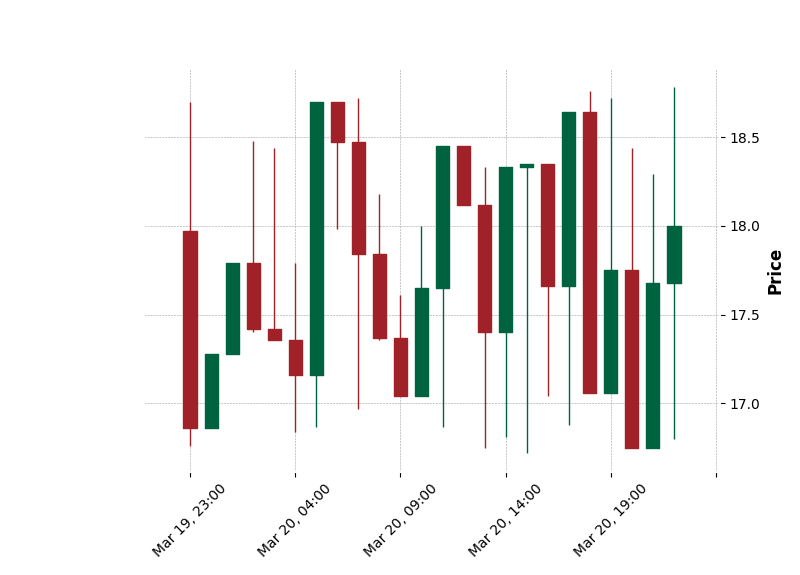 18.5
18.0
17.5
17.0
Price
Mar 19, 23:00
Mar 20, 04:00
Mar 20, 09:00
Mar 20, 14:00
Mar 20, 19:00